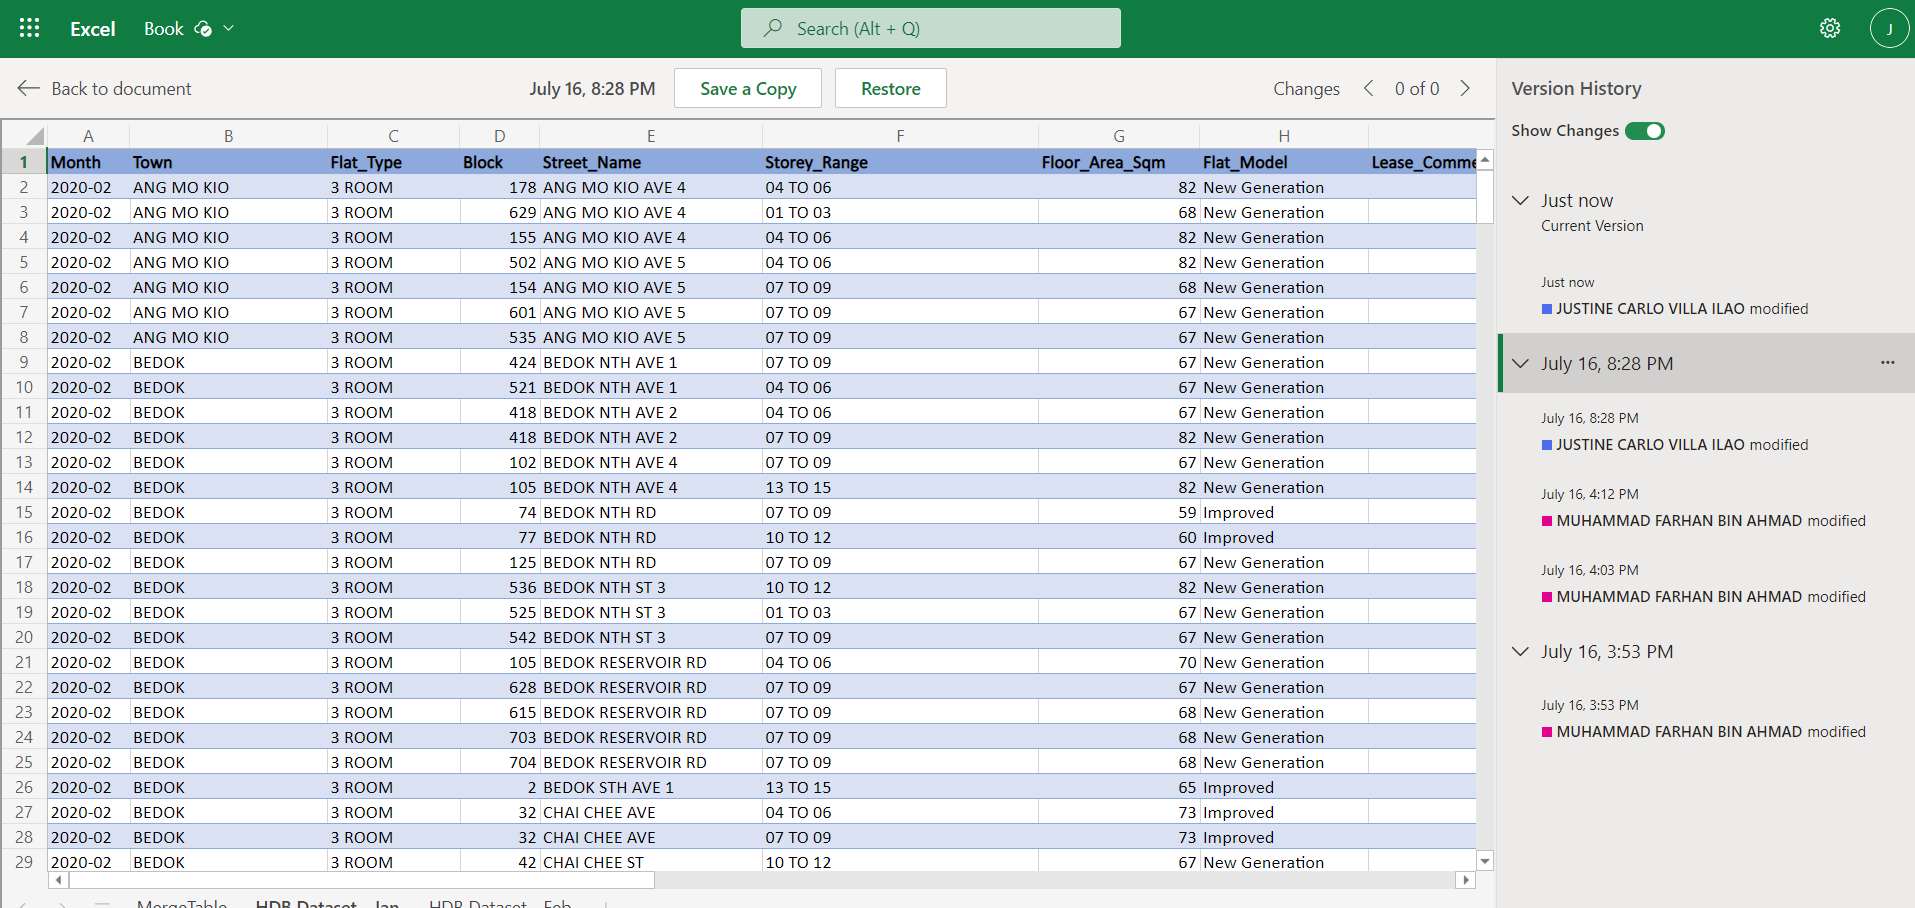 Excel Book Search (Alt + Q) J
Back to document July 16, 8:28 PM Save a Copy Restore Changes 0 of 0
A B C D E F G H
1 Month Town Flat_Type Block Street_Name Storey_Range Floor_Area_Sqm Flat_Model Lease_Comme
2 2020-02 ANG MO KIO 3 ROOM 178 ANG MO KIO AVE 4 04 TO 06 82 New Generation
3 2020-02 ANG MO KIO 3 ROOM 629 ANG MO KIO AVE 4 01 TO 03 68 New Generation
4 2020-02 ANG MO KIO 3 ROOM 155 ANG MO KIO AVE 4 04 TO 06 82 New Generation
5 2020-02 ANG MO KIO 3 ROOM 502 ANG MO KIO AVE 5 04 TO 06 82 New Generation
6 2020-02 ANG MO KIO 3 ROOM 154 ANG MO KIO AVE 5 07 TO 09 68 New Generation
7 2020-02 ANG MO KIO 3 ROOM 601 ANG MO KIO AVE 5 07 TO 09 67 New Generation
8 2020-02 ANG MO KIO 3 ROOM 535 ANG MO KIO AVE 5 07 TO 09 67 New Generation
9 2020-02 BEDOK 3 ROOM 424 BEDOK NTH AVE 1 07 TO 09 67 New Generation
10 2020-02 BEDOK 3 ROOM 521 BEDOK NTH AVE 1 04 TO 06 67 New Generation
11 2020-02 BEDOK 3 ROOM 418 BEDOK NTH AVE 2 04 TO 06 67 New Generation
12 2020-02 BEDOK 3 ROOM 418 BEDOK NTH AVE 2 07 TO 09 82 New Generation
13 2020-02 BEDOK 3 ROOM 102 BEDOK NTH AVE 4 07 TO 09 67 New Generation
14 2020-02 BEDOK 3 ROOM 105 BEDOK NTH AVE 4 13 TO 15 82 New Generation
15 2020-02 BEDOK 3 ROOM 74 BEDOK NTH RD 07 TO 09 59 Improved
16 2020-02 BEDOK 3 ROOM 77 BEDOK NTH RD 10 TO 12 60 Improved
17 2020-02 BEDOK 3 ROOM 125 BEDOK NTH RD 07 TO 09 67 New Generation
18 2020-02 BEDOK 3 ROOM 536 BEDOK NTH ST 3 10 TO 12 82 New Generation
19 2020-02 BEDOK 3 ROOM 525 BEDOK NTH ST 3 01 TO 03 67 New Generation
20 2020-02 BEDOK 3 ROOM 542 BEDOK NTH ST 3 07 TO 09 67 New Generation
21 2020-02 BEDOK 3 ROOM 105 BEDOK RESERVOIR RD 04 TO 06 70 New Generation
22 2020-02 BEDOK 3 ROOM 628 BEDOK RESERVOIR RD 07 TO 09 67 New Generation
23 2020-02 BEDOK 3 ROOM 615 BEDOK RESERVOIR RD 07 TO 09 68 New Generation
24 2020-02 BEDOK 3 ROOM 703 BEDOK RESERVOIR RD 07 TO 09 68 New Generation
25 2020-02 BEDOK 3 ROOM 704 BEDOK RESERVOIR RD 07 TO 09 68 New Generation
26 2020-02 BEDOK 3 ROOM 2 BEDOK STH AVE 1 13 TO 15 65 Improved
27 2020-02 BEDOK 3 ROOM 32 CHAI CHEE AVE 04 TO 06 73 Improved
28 2020-02 BEDOK 3 ROOM 32 CHAI CHEE AVE 07 TO 09 73 Improved
29 2020-02 BEDOK 3 ROOM 42 CHAI CHEE ST 10 TO 12 67 New Generation
MergeTable HDB Dataset Jan HDB Dataset Feb
Version History
Show Changes
Just now
Current Version
Just now
JUSTINE CARLO VILLA ILAO modified
July 16, 8:28 PM ...
July 16, 8:28 PM
JUSTINE CARLO VILLA ILAO modified
July 16, 4:12 PM
MUHAMMAD FARHAN BIN AHMAD modified
July 16, 4:03 PM
MUHAMMAD FARHAN BIN AHMAD modified
July 16, 3:53 PM
July 16, 3:53 PM
MUHAMMAD FARHAN BIN AHMAD modified